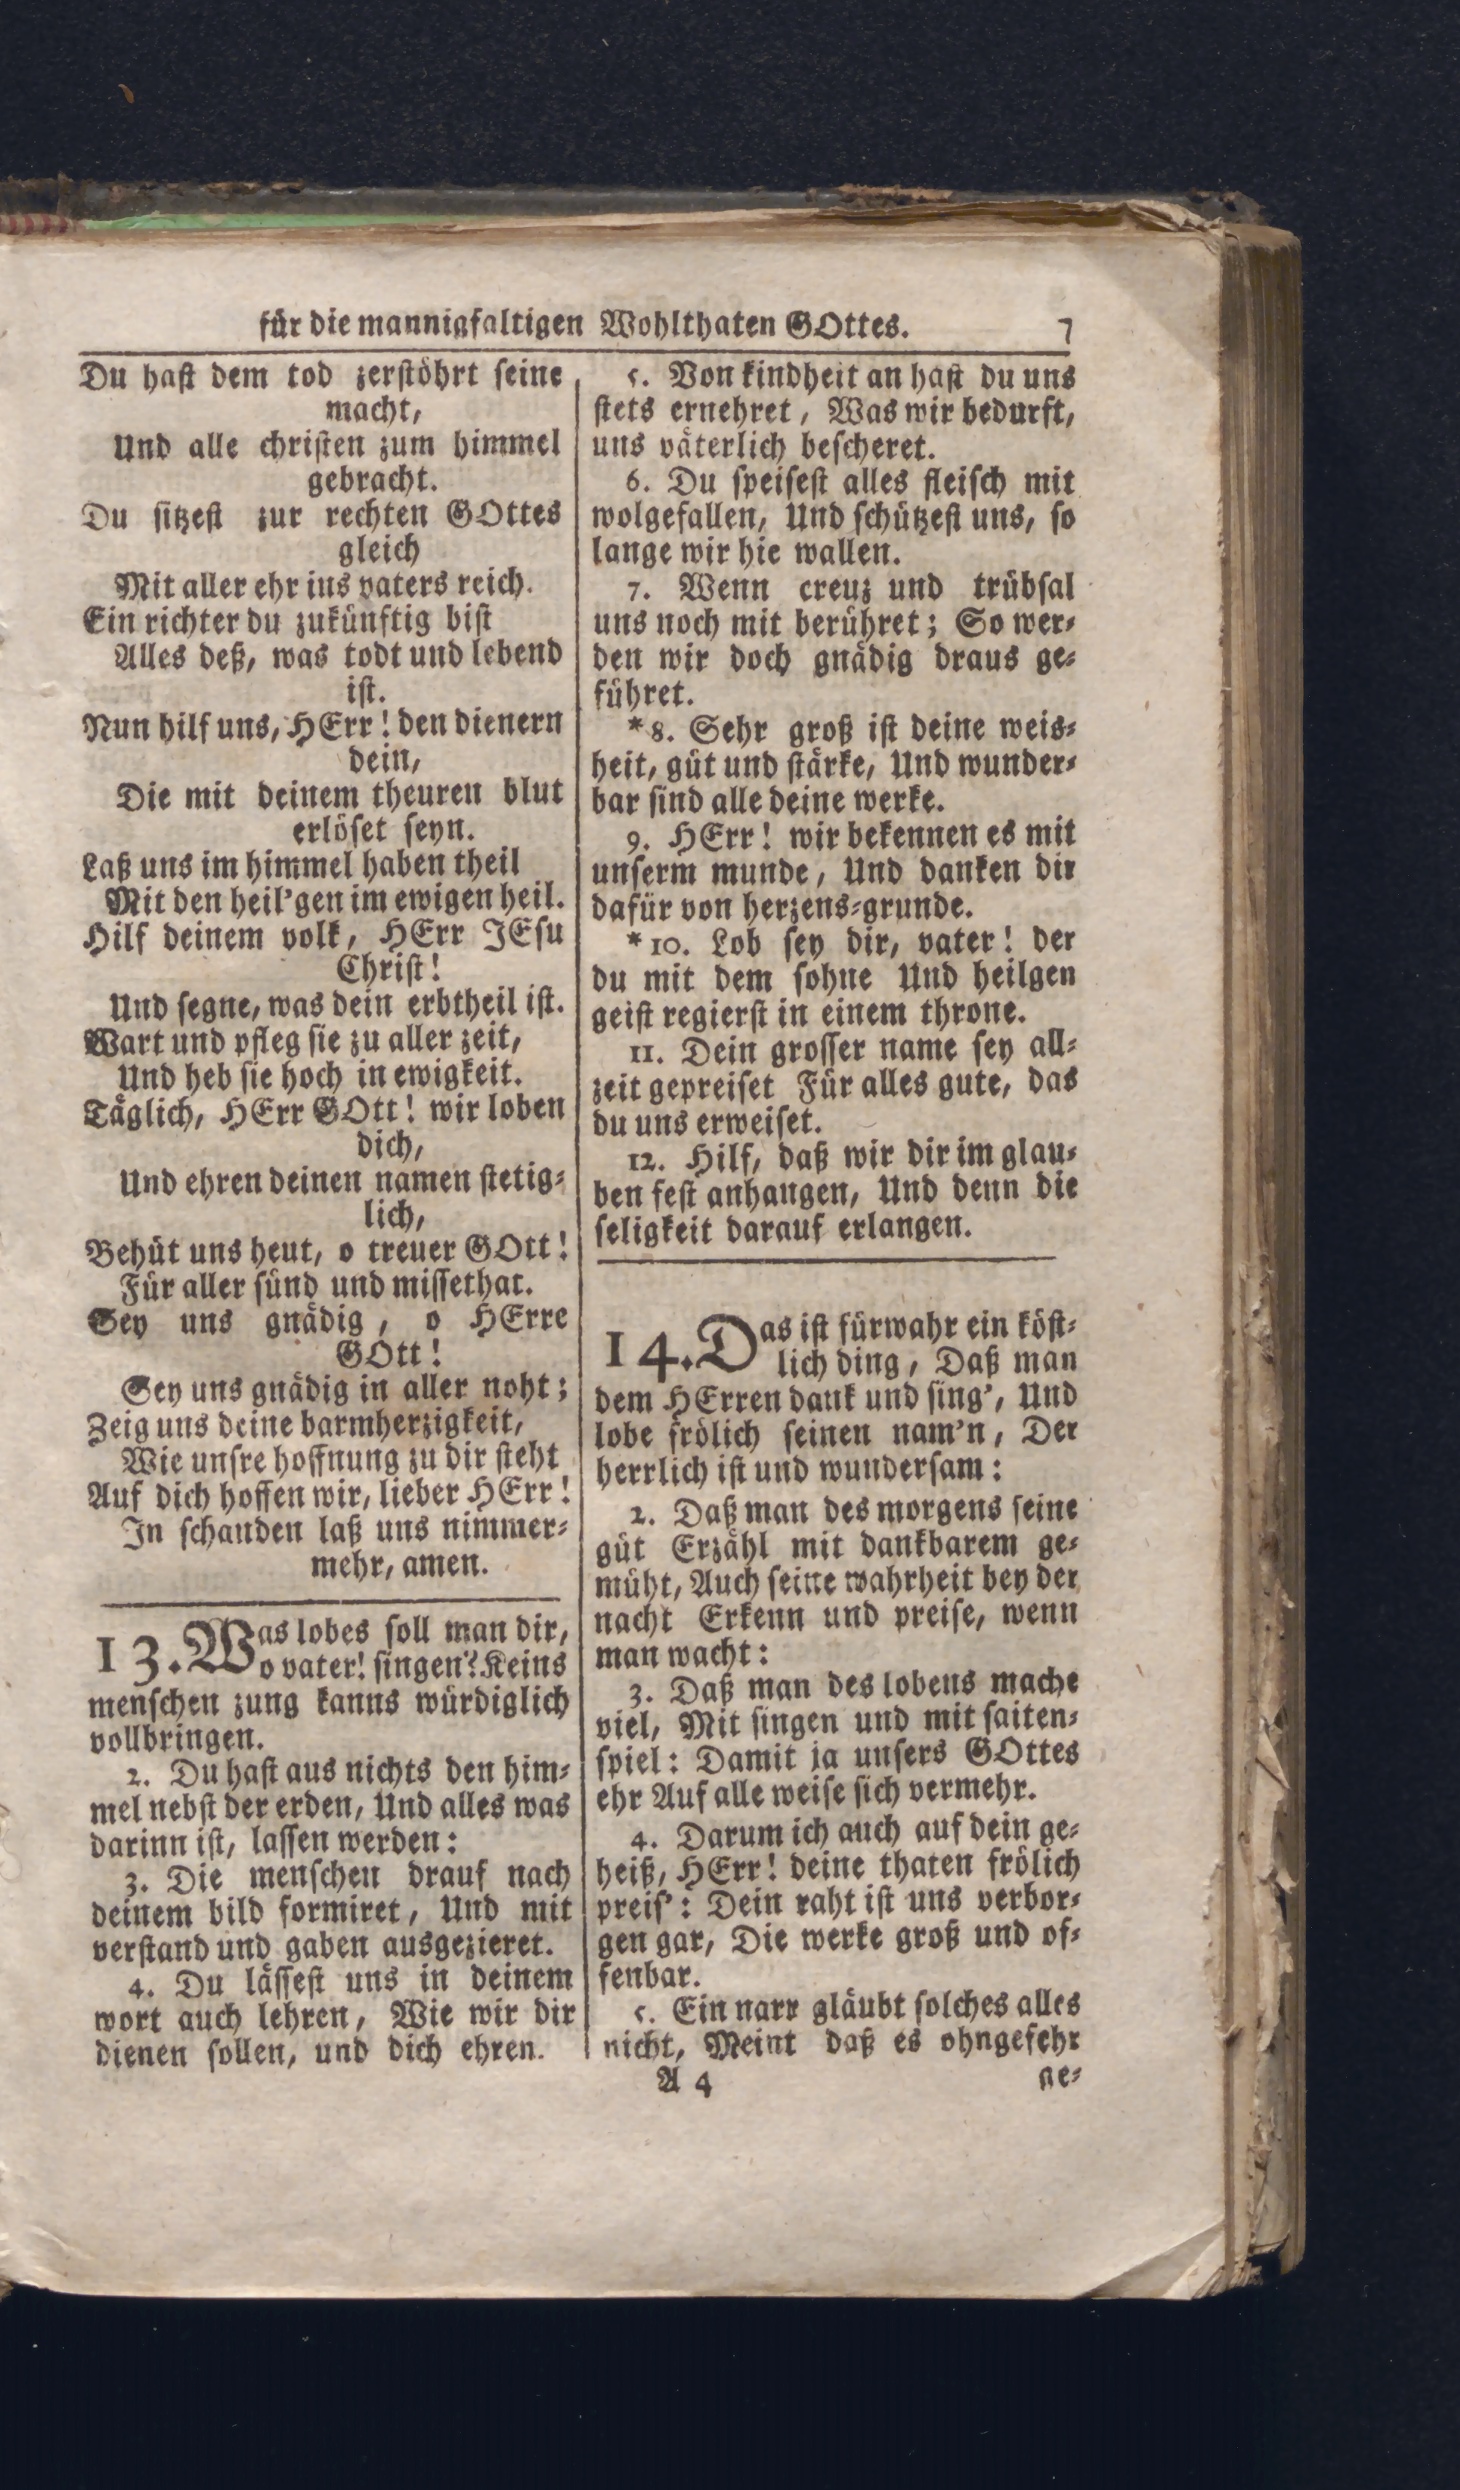 für die mannigfaltigen Wohlthaten GOttes. 7
Du hast dem tod zerstöhrt seine
macht,
Und alle christen zum himmel
gebracht.
Du sitzest zur rechten GOttes
gleich
Mit aller ehr ins vaters reich.
Ein richter du zukünftig bist
Alles deß, was todt und lebend
ist.
Nun hilf uns, HErr! den dienern
dein,
Die mit deinem theuren blut
erlöset seyn.
Laß uns im himmel haben theil
Mit den heil'gen im ewigen heil.
Hilf deinem volk, HErr JEsu
Christ!
Und segne, was dein erbtheil ist.
Wart und pfleg sie zu aller zeit,
Und heb sie hoch in ewigkeit.
Täglich, HErr GOtt! wir loben
dich,
Und ehren deinen namen stetig-
lich,
Behüt uns heut, o treuer GOtt!
Für aller sünd und missethat.
Sey uns gnädig, o HErre
GOtt!
Sey uns gnädig in aller noht;
Zeig uns deine barmherzigkeit,
Wie unsre hoffnung zu dir steht
Auf dich hoffen wir, lieber HErr!
In schanden laß uns nimmer-
mehr, amen.
13. Was lobes soll man dir,
o vater! singen? Keins
menschen zung kanns würdiglich
vollbringen.
2. Du hast aus nichts den him-
mel nebst der erden, Und alles was
darinn ist, lassen werden:
3. Die menschen drauf nach
deinem bild formiret, Und mit
verstand und gaben ausgezieret.
4. Du lässest uns in deinem
wort auch lehren, Wie wir dir
dienen sollen, und dich ehren.
5. Von kindheit an hast du uns
stets ernehret, Was wir bedurft,
uns väterlich bescheret.
6. Du speisest alles fleisch mit
wolgefallen, Und schützest uns, so
lange wir hie wallen.
7. Wenn creuz und trübsal
uns noch mit berühret; So wer-
den wir doch gnädig draus ge-
führet.
*8. Sehr groß ist deine weis-
heit, güt und stärke, Und wunder-
bar sind alle deine werke.
9. HErr! wir bekennen es mit
unserm munde, Und danken dir
dafür von herzens-grunde.
*10. Lob sey dir, vater! der
du mit dem sohne Und heilgen
geist regierst in einem throne.
11. Dein grosser name sey all-
zeit gepreiset Für alles gute, das
du uns erweiset.
12. Hilf, daß wir dir im glau-
ben fest anhangen, Und denn die
seligkeit darauf erlangen.
14. Das ist fürwahr ein köst-
lich ding, Daß man
dem HErren dank und sing', Und
lobe frölich seinen nam'n, Der
herrlich ist und wundersam:
2. Daß man des morgens seine
güt Erzähl mit dankbarem ge-
müht, Auch seine wahrheit bey der
nacht Erkenn und preise, wenn
man wacht:
3. Daß man des lobens mache
viel, Mit singen und mit saiten-
spiel: Damit ja unsers GOttes
ehr Auf alle weise sich vermehr.
4. Darum ich auch auf dein ge-
heiß, HErr! deine thaten frölich
preis': Dein raht ist uns verbor-
gen gar, Die werke groß und of-
fenbar.
5. Ein narr gläubt solches alles
nicht, Meint daß es ohngefehr
A 4 ge-